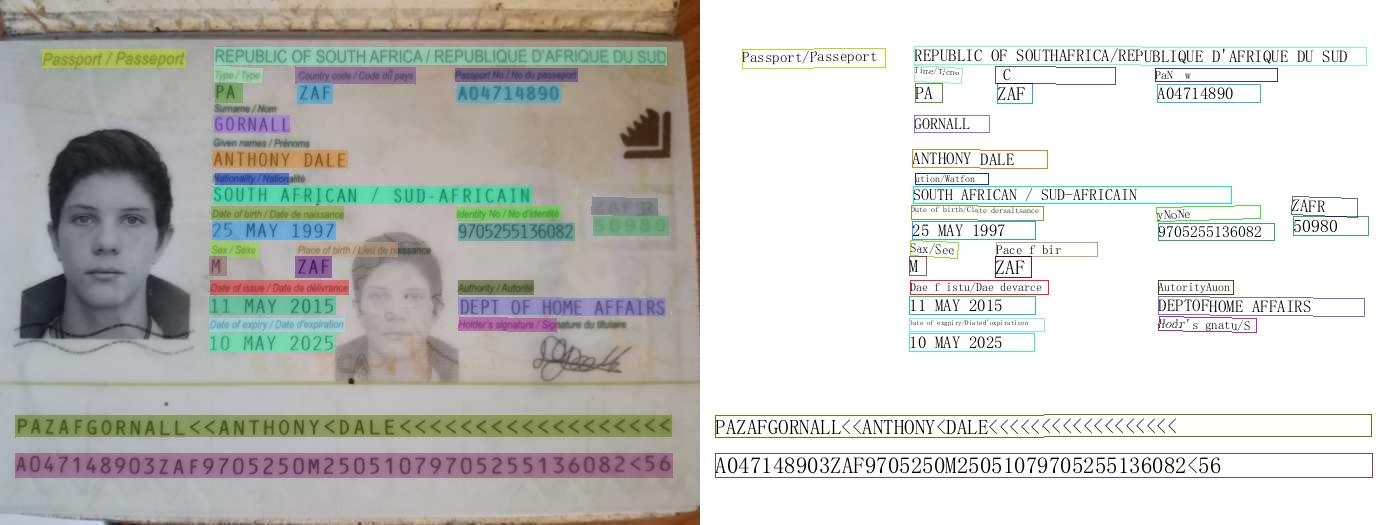 Passport / Passeport
REPUBLIC OF SOUTH AFRICA / REPUBLIQUE D'AFRIQUE DU SUD
Type / Type
Country code / Code du pays
Passport No / No du passeport
PA
ZAF
A04714890
Surname / Nom
GORNALL
Given names / Prénoms
ANTHONY DALE
Nationality / Nationalité
SOUTH AFRICAN / SUD-AFRICAIN
Date of birth / Date de naissance
Identity No / No d'identité
ZAFR
25 MAY 1997
9705255136082
50980
Sex / Sexe
Place of birth / Lieu de naissance
M
ZAF
Date of issue / Date de délivrance
Authority / Autorité
11 MAY 2015
DEPT OF HOME AFFAIRS
Date of expiry / Date d'expiration
Holder's signature / Signature du titulaire
10 MAY 2025
PAZAFGORNALL<<ANTHONY<DALE<<<<<<<<<<<<<<<<<<
A047148903ZAF9705250M2505107970525​5136082<56
Passport/Passeport
REPUBLIC OF SOUTHAFRICA/REPUBLIQUE D'AFRIQUE DU SUD
C
PaN w
PA
ZAF
A04714890
GORNALL
ANTHONY DALE
ution/Watfon
SOUTH AFRICAN / SUD-AFRICAIN
Date of birth/Clate dersaltsance
yNoNe
ZAFR
25 MAY 1997
9705255136082
50980
Sax/See
Pace f bir
M
ZAF
Dae f istu/Dae devarce
AutorityAuon
11 MAY 2015
DEPTOFHOME AFFAIRS
Date of exgpiry/Diated'expiraticon
Hodr's gnatu/S
10 MAY 2025
PAZAFGORNALL<<ANTHONY<DALE<<<<<<<<<<<<<<<<<<
A047148903ZAF9705250M25051079705255136082<56